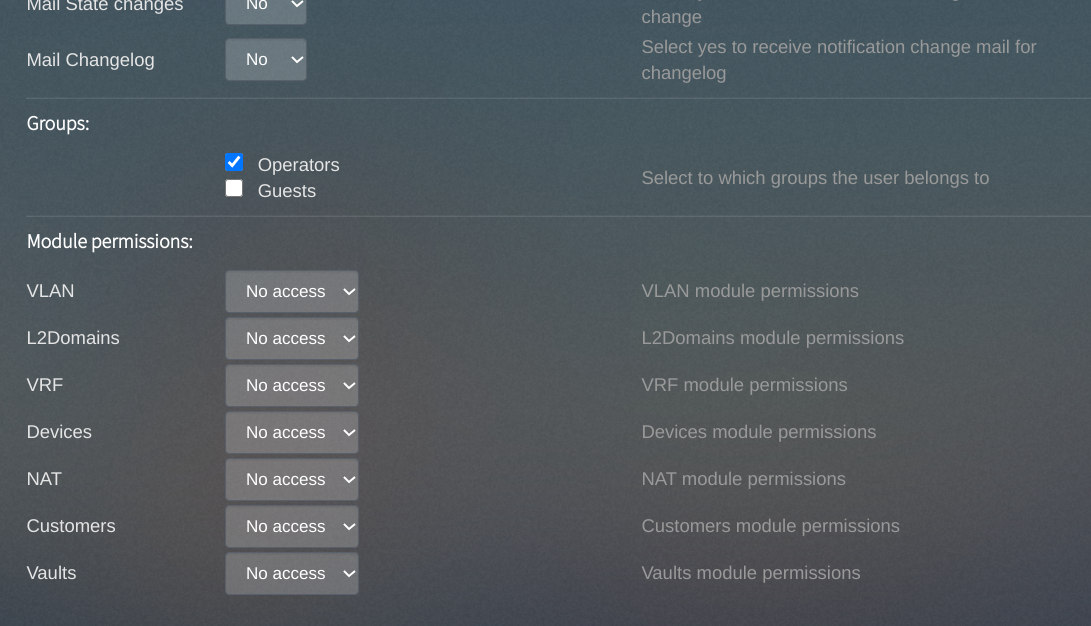 Mail State changes No
change
Mail Changelog No Select yes to receive notification change mail for
changelog
Groups:
Operators
Guests
Select to which groups the user belongs to
Module permissions:
VLAN No access VLAN module permissions
L2Domains No access L2Domains module permissions
VRF No access VRF module permissions
Devices No access Devices module permissions
NAT No access NAT module permissions
Customers No access Customers module permissions
Vaults No access Vaults module permissions